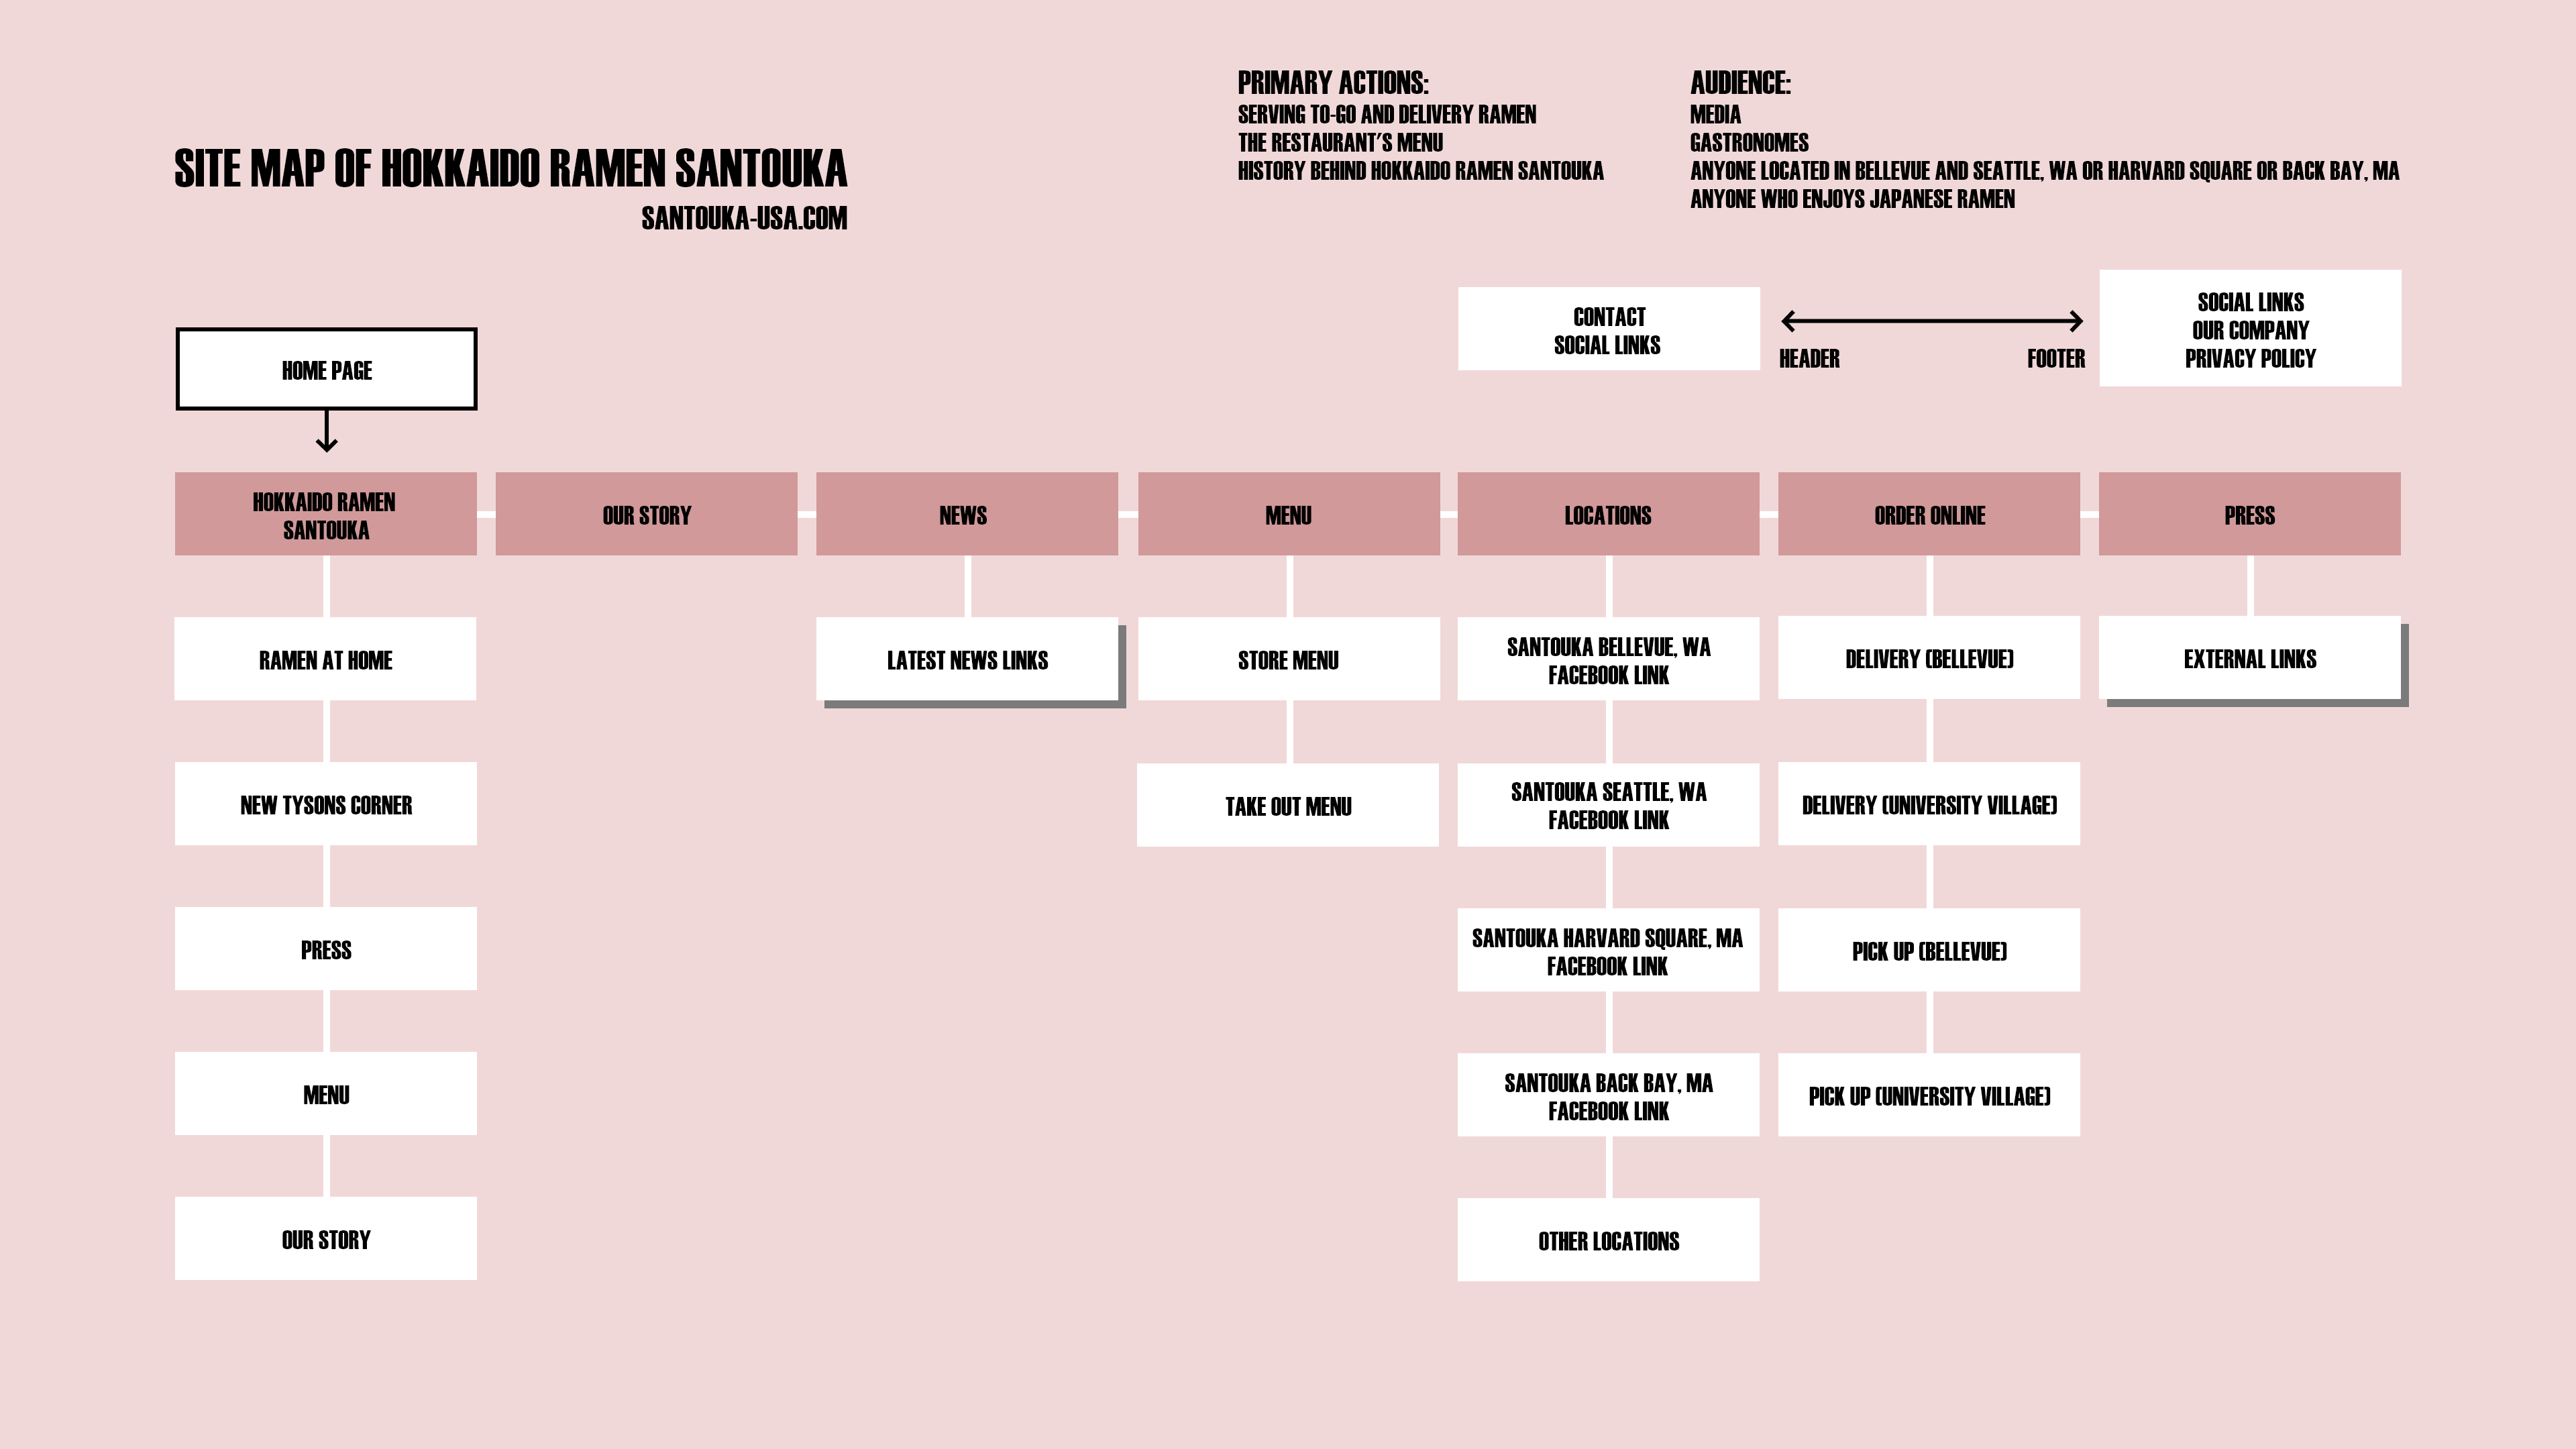 SITE MAP OF HOKKAIDO RAMEN SANTOUKA
SANTOUKA-USA.COM
PRIMARY ACTIONS:
SERVING TO-GO AND DELIVERY RAMEN
THE RESTAURANT'S MENU
HISTORY BEHIND HOKKAIDO RAMEN SANTOUKA
AUDIENCE:
MEDIA
GASTRONOMES
ANYONE LOCATED IN BELLEVUE AND SEATTLE, WA OR HARVARD SQUARE OR BACK BAY, MA
ANYONE WHO ENJOYS JAPANESE RAMEN
CONTACT
SOCIAL LINKS
HEADER
FOOTER
SOCIAL LINKS
OUR COMPANY
PRIVACY POLICY
HOME PAGE
HOKKAIDO RAMEN
SANTOUKA
RAMEN AT HOME
NEW TYSONS CORNER
PRESS
MENU
OUR STORY
OUR STORY
NEWS
LATEST NEWS LINKS
MENU
STORE MENU
TAKE OUT MENU
LOCATIONS
SANTOUKA BELLEVUE, WA
FACEBOOK LINK
SANTOUKA SEATTLE, WA
FACEBOOK LINK
SANTOUKA HARVARD SQUARE, MA
FACEBOOK LINK
SANTOUKA BACK BAY, MA
FACEBOOK LINK
OTHER LOCATIONS
ORDER ONLINE
DELIVERY (BELLEVUE)
DELIVERY (UNIVERSITY VILLAGE)
PICK UP (BELLEVUE)
PICK UP (UNIVERSITY VILLAGE)
PRESS
EXTERNAL LINKS